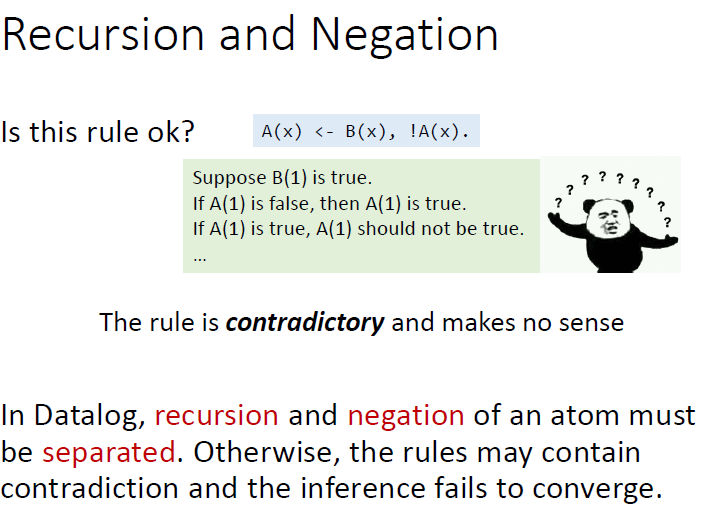 Recursion and Negation
Is this rule ok?
A(x) <- B(x), !A(x).
Suppose B(1) is true.
If A(1) is false, then A(1) is true.
If A(1) is true, A(1) should not be true.
...
? ? ? ? ? ? ? ? ?
The rule is contradictory and makes no sense
In Datalog, recursion and negation of an atom must
be separated. Otherwise, the rules may contain
contradiction and the inference fails to converge.